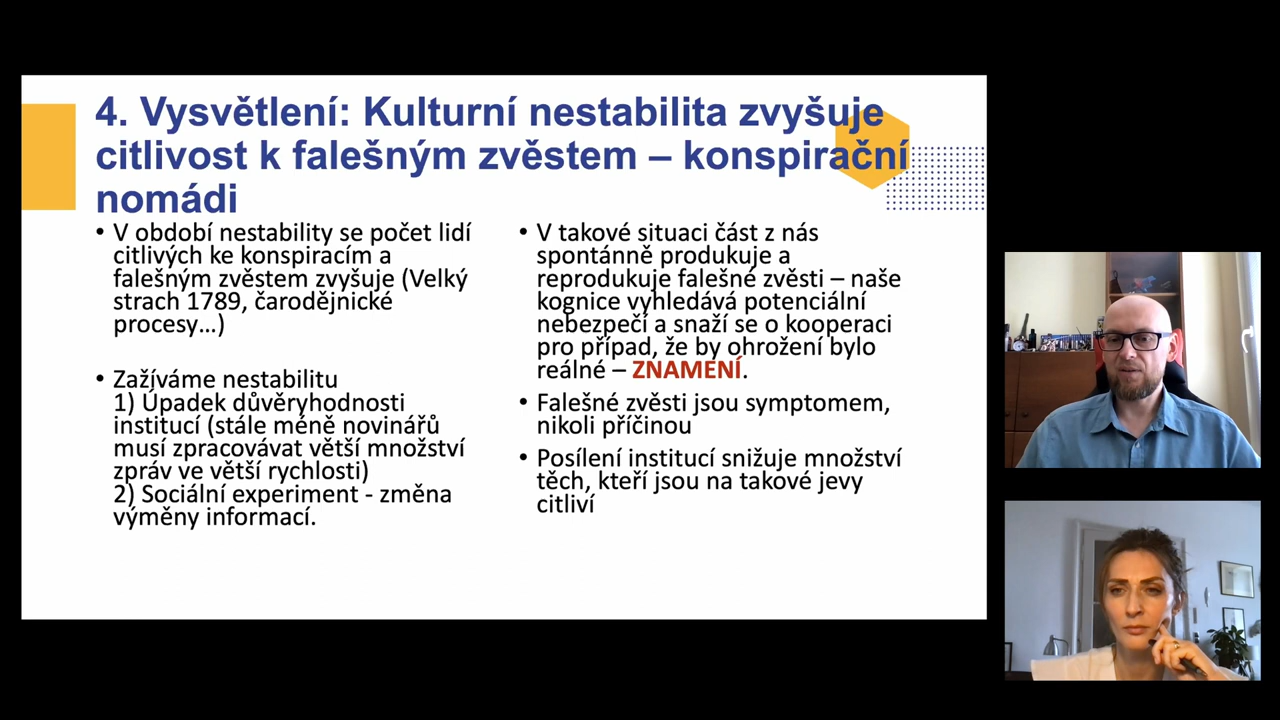 4. Vysvětlení: Kulturní nestabilita zvyšuje
citlivost k falešným zvěstem – konspirační
nomádi
• V období nestability se počet lidí
citlivých ke konspiracím a
falešným zvěstem zvyšuje (Velký
strach 1789, čarodějnické
procesy…)
• Zažíváme nestabilitu
1) Úpadek důvěryhodnosti
institucí (stále méně novinářů
musí zpracovávat větší množství
zpráv ve větší rychlosti)
2) Sociální experiment - změna
výměny informací.
• V takové situaci část z nás
spontánně produkuje a
reprodukuje falešné zvěsti – naše
kognice vyhledává potenciální
nebezpečí a snaží se o kooperaci
pro případ, že by ohrožení bylo
reálné – ZNAMENÍ.
• Falešné zvěsti jsou symptomem,
nikoli příčinou
• Posílení institucí snižuje množství
těch, kteří jsou na takové jevy
citliví